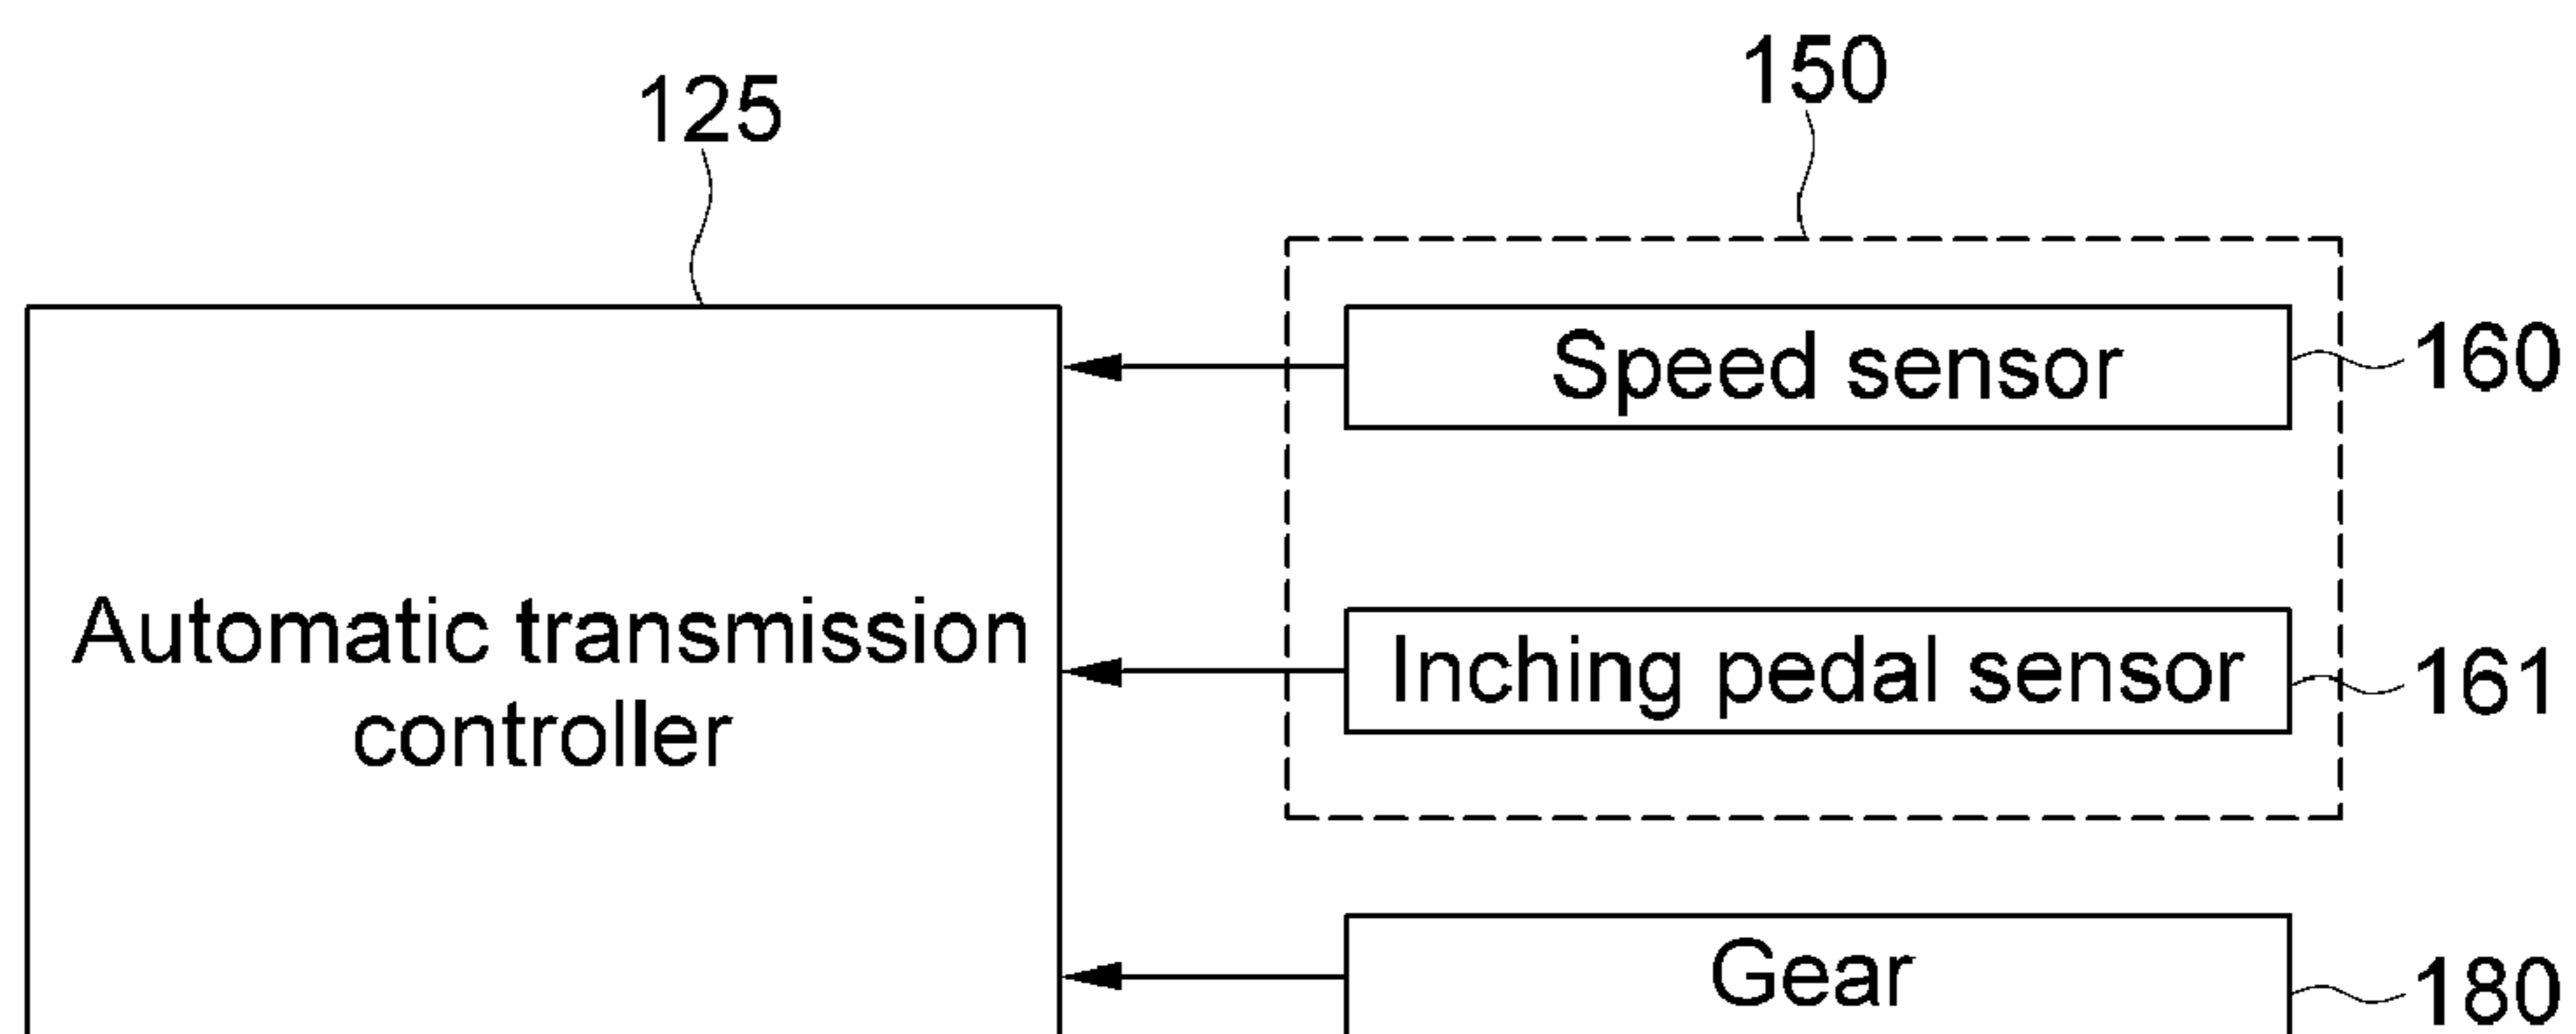 125
150
Speed sensor
160
Automatic transmission
controller
Inching pedal sensor
161
Gear
180